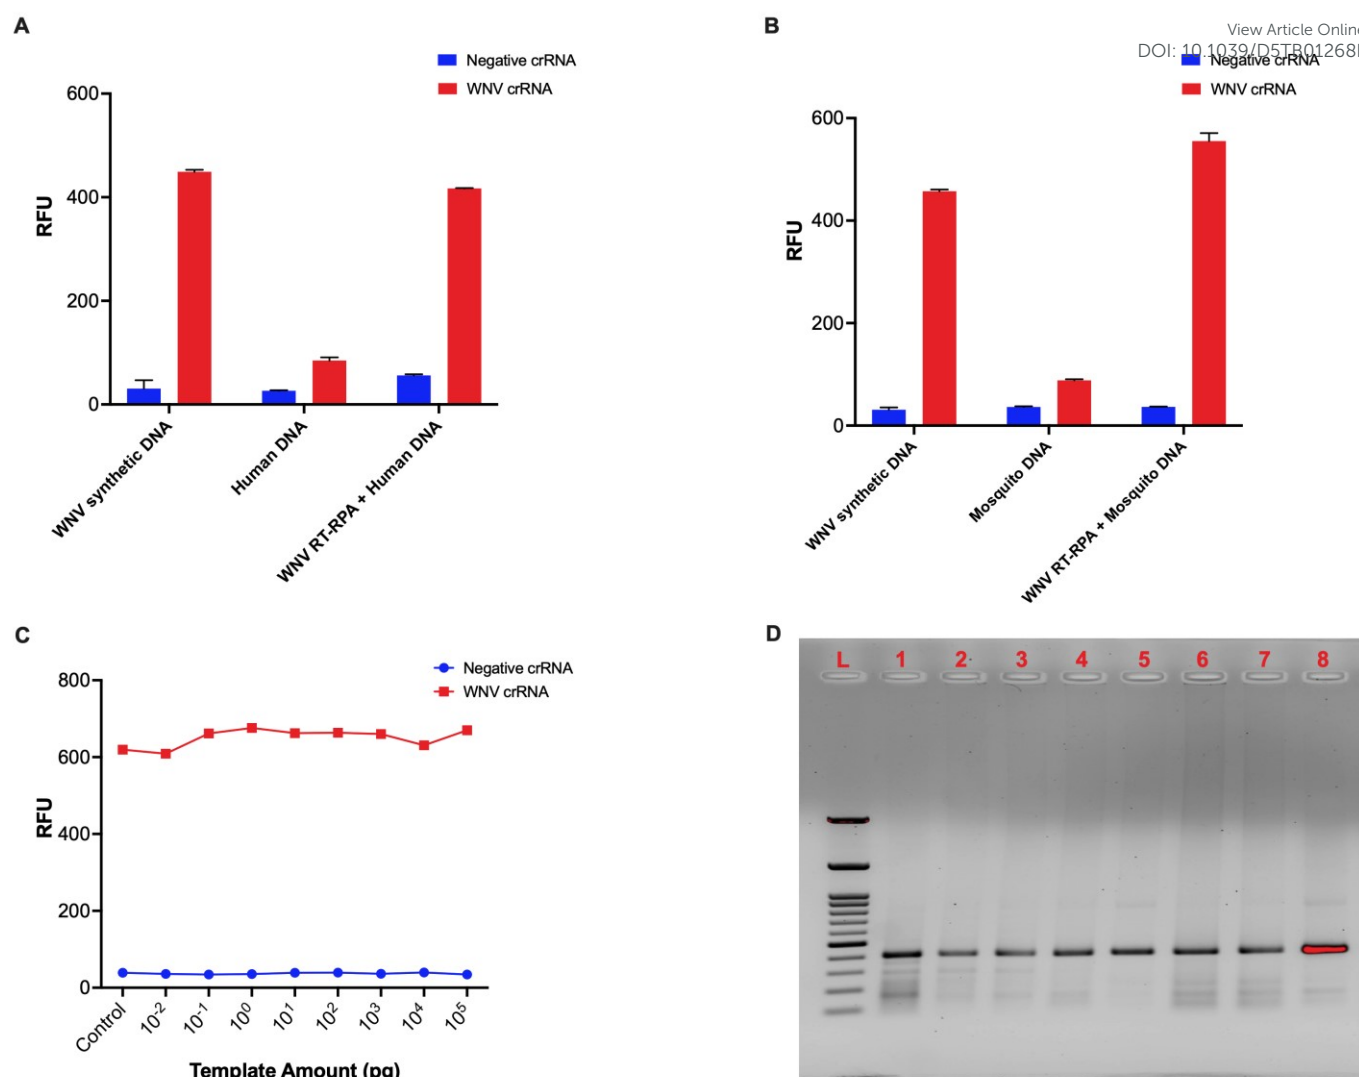 A
Negative crRNA
WNV crRNA
600
400
200
0
RFU
WNV synthetic DNA
Human DNA
WNV RT-RPA + Human DNA
B
View Article Online
DOI: 10.1039/D5TB01268
Negative crRNA
WNV crRNA
600
400
200
0
RFU
WNV synthetic DNA
Mosquito DNA
WNV RT-RPA + Mosquito DNA
C
Negative crRNA
WNV crRNA
800
600
400
200
0
RFU
Control 10⁻² 10⁻¹ 10⁰ 10¹ 10² 10³ 10⁴ 10⁵
Template Amount (pg)
D
L 1 2 3 4 5 6 7 8